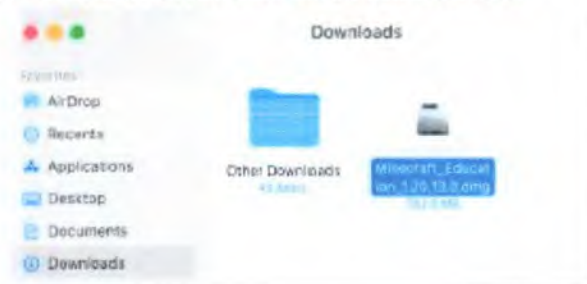 Downloads
Favorites
AirDrop
Recents
Applications
Desktop
Documents
Downloads
Other Downloads
Minecraft_Educat
ion_1.20.13.0.dmg